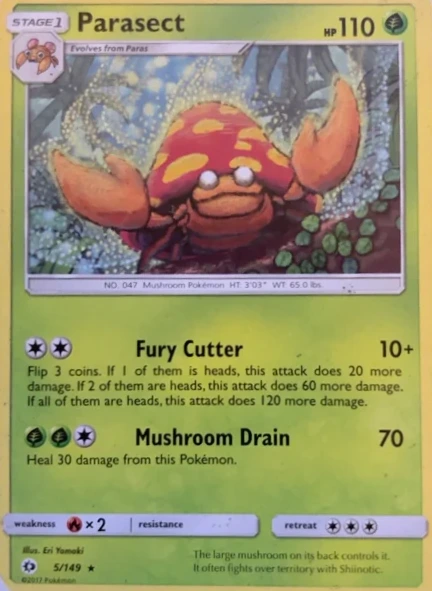 STAGE 1 Parasect HP 110
Evolves from Paras
NO. 047 Mushroom Pokémon HT: 3'03" WT: 65.0 lbs.
Fury Cutter 10+
Flip 3 coins. If 1 of them is heads, this attack does 20 more
damage. If 2 of them are heads, this attack does 60 more damage.
If all of them are heads, this attack does 120 more damage.
Mushroom Drain 70
Heal 30 damage from this Pokémon.
weakness ×2 resistance retreat
Illus. Eri Yamaki
The large mushroom on its back controls it.
5/149 ★
It often fights over territory with Shiinotic.
©2017 Pokémon